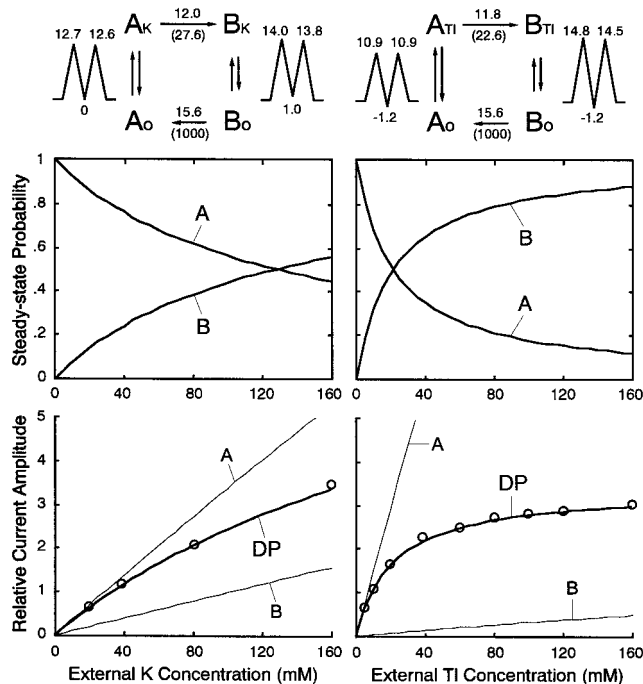 A_K 12.0 B_K
12.7 12.6 (27.6) 14.0 13.8
0 15.6 1.0
A_O (1000) B_O
A_Tl 11.8 B_Tl
10.9 10.9 (22.6) 14.8 14.5
-1.2 15.6 -1.2
A_O (1000) B_O
Steady-state Probability
1
.8
.6
.4
.2
0
A
B
0 40 80 120 160
B
A
0 40 80 120 160
Relative Current Amplitude
5
4
3
2
1
0
A
DP
B
0 40 80 120 160
External K Concentration (mM)
A
DP
B
0 40 80 120 160
External Tl Concentration (mM)